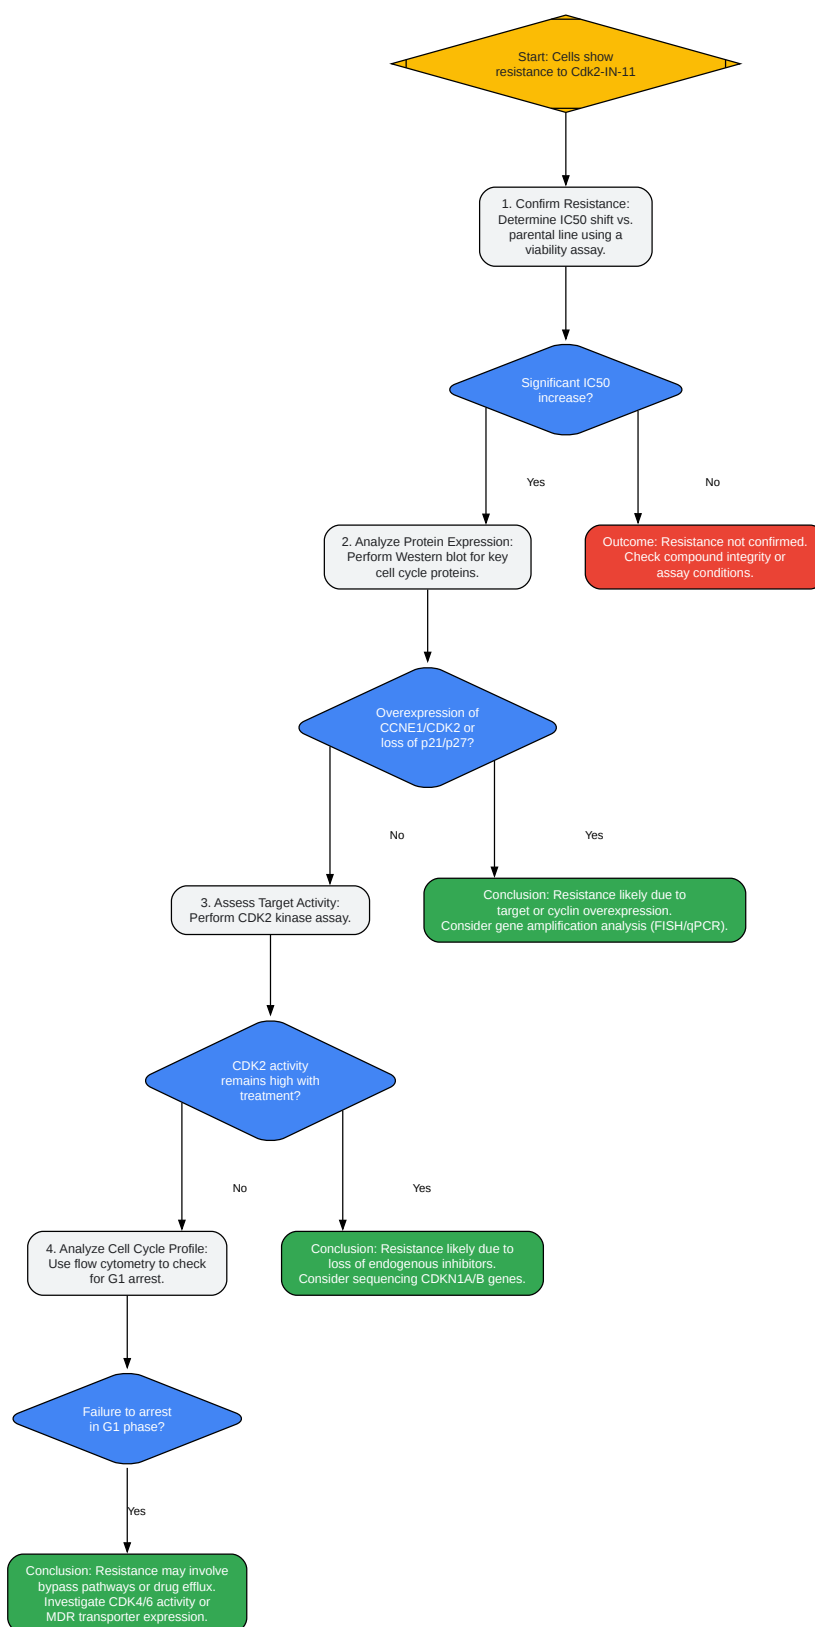 Start: Cells show
resistance to Cdk2-IN-11
1. Confirm Resistance:
Determine IC50 shift vs.
parental line using a
viability assay.
Significant IC50
increase?
Yes
No
2. Analyze Protein Expression:
Perform Western blot for key
cell cycle proteins.
Outcome: Resistance not confirmed.
Check compound integrity or
assay conditions.
Overexpression of
CCNE1/CDK2 or
loss of p21/p27?
No
Yes
3. Assess Target Activity:
Perform CDK2 kinase assay.
Conclusion: Resistance likely due to
target or cyclin overexpression.
Consider gene amplification analysis (FISH/qPCR).
CDK2 activity
remains high with
treatment?
No
Yes
4. Analyze Cell Cycle Profile:
Use flow cytometry to check
for G1 arrest.
Conclusion: Resistance likely due to
loss of endogenous inhibitors.
Consider sequencing CDKN1A/B genes.
Failure to arrest
in G1 phase?
Yes
Conclusion: Resistance may involve
bypass pathways or drug efflux.
Investigate CDK4/6 activity or
MDR transporter expression.